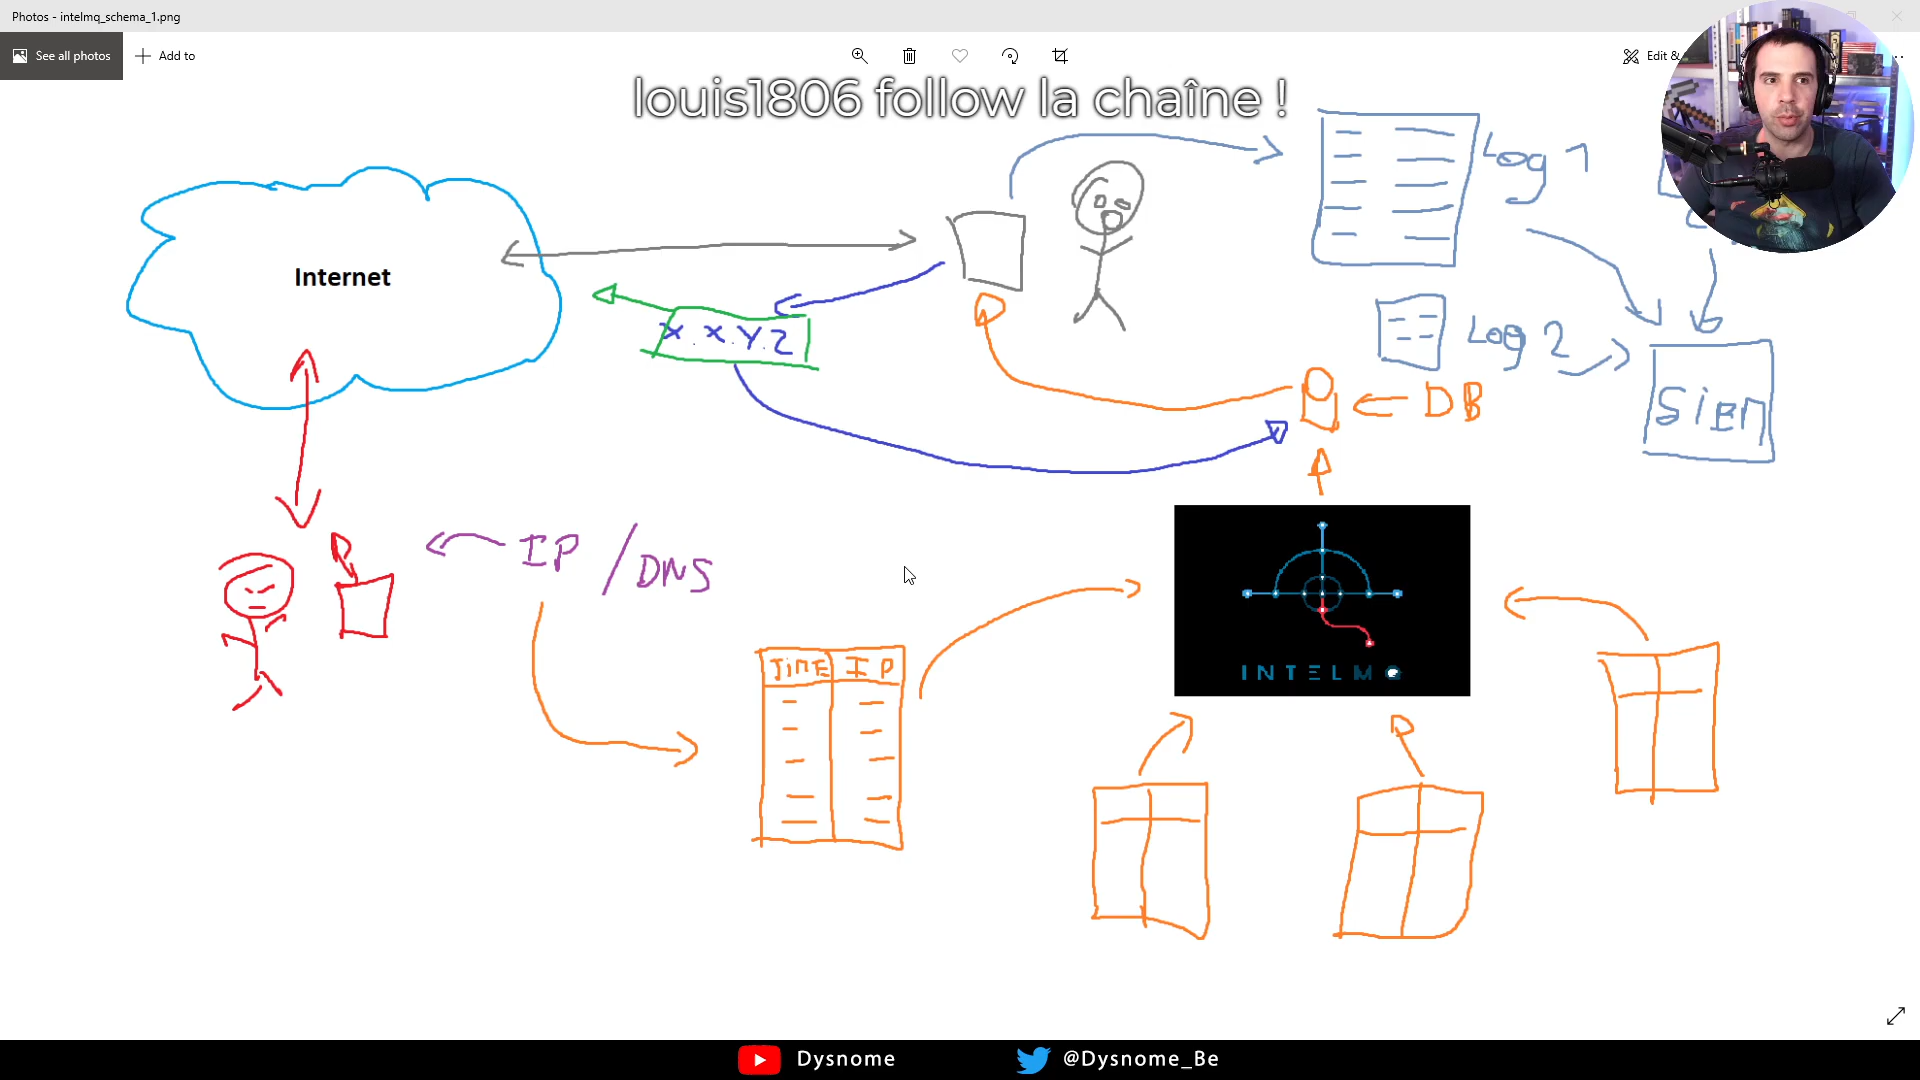 Photos - intelmq_schema_1.png
See all photos
Add to
Edit &
louis1806 follow la chaîne !
Log 1
Internet
X.X.Y.Z
Log 2
DB
SiEM
IP / DNS
TiME IP
INTELMQ
Dysnome
@Dysnome_Be